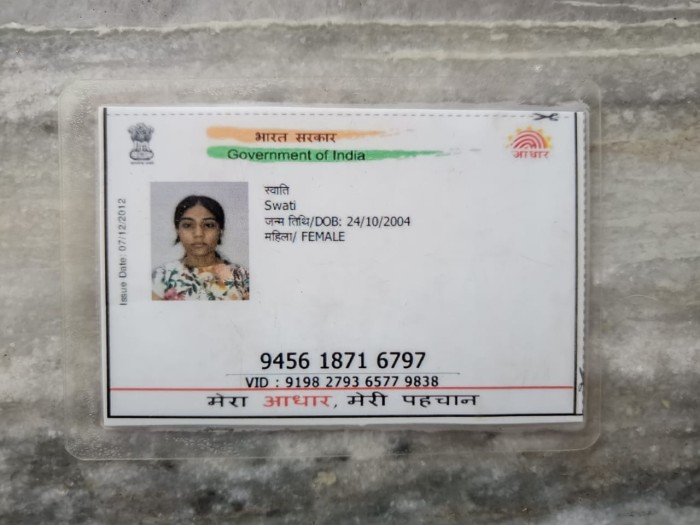 भारत सरकार
Government of India
आधार
Issue Date: 07/12/2012
स्वाति
Swati
जन्म तिथि/DOB: 24/10/2004
महिला/ FEMALE
9456 1871 6797
VID : 9198 2793 6577 9838
मेरा आधार, मेरी पहचान